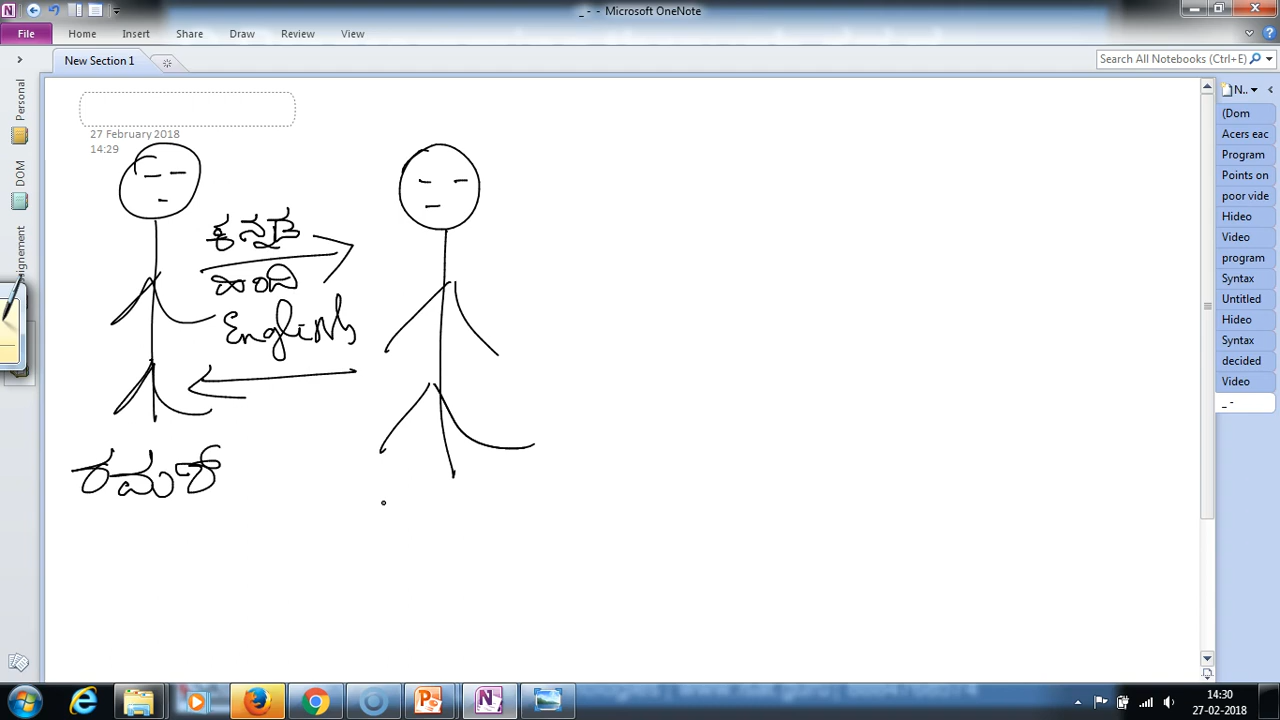 _ - - Microsoft OneNote
File Home Insert Share Draw Review View
New Section 1
Search All Notebooks (Ctrl+E)
Personal
DOM
ignement
27 February 2018
14:29
ಕನ್ನಡ
ಹಿಂದಿ
English
N..
(Dom
Acers eac
Program
Points on
poor vide
Hideo
Video
program
Syntax
Untitled
Hideo
Syntax
decided
Video
_ -
14:30
27-02-2018